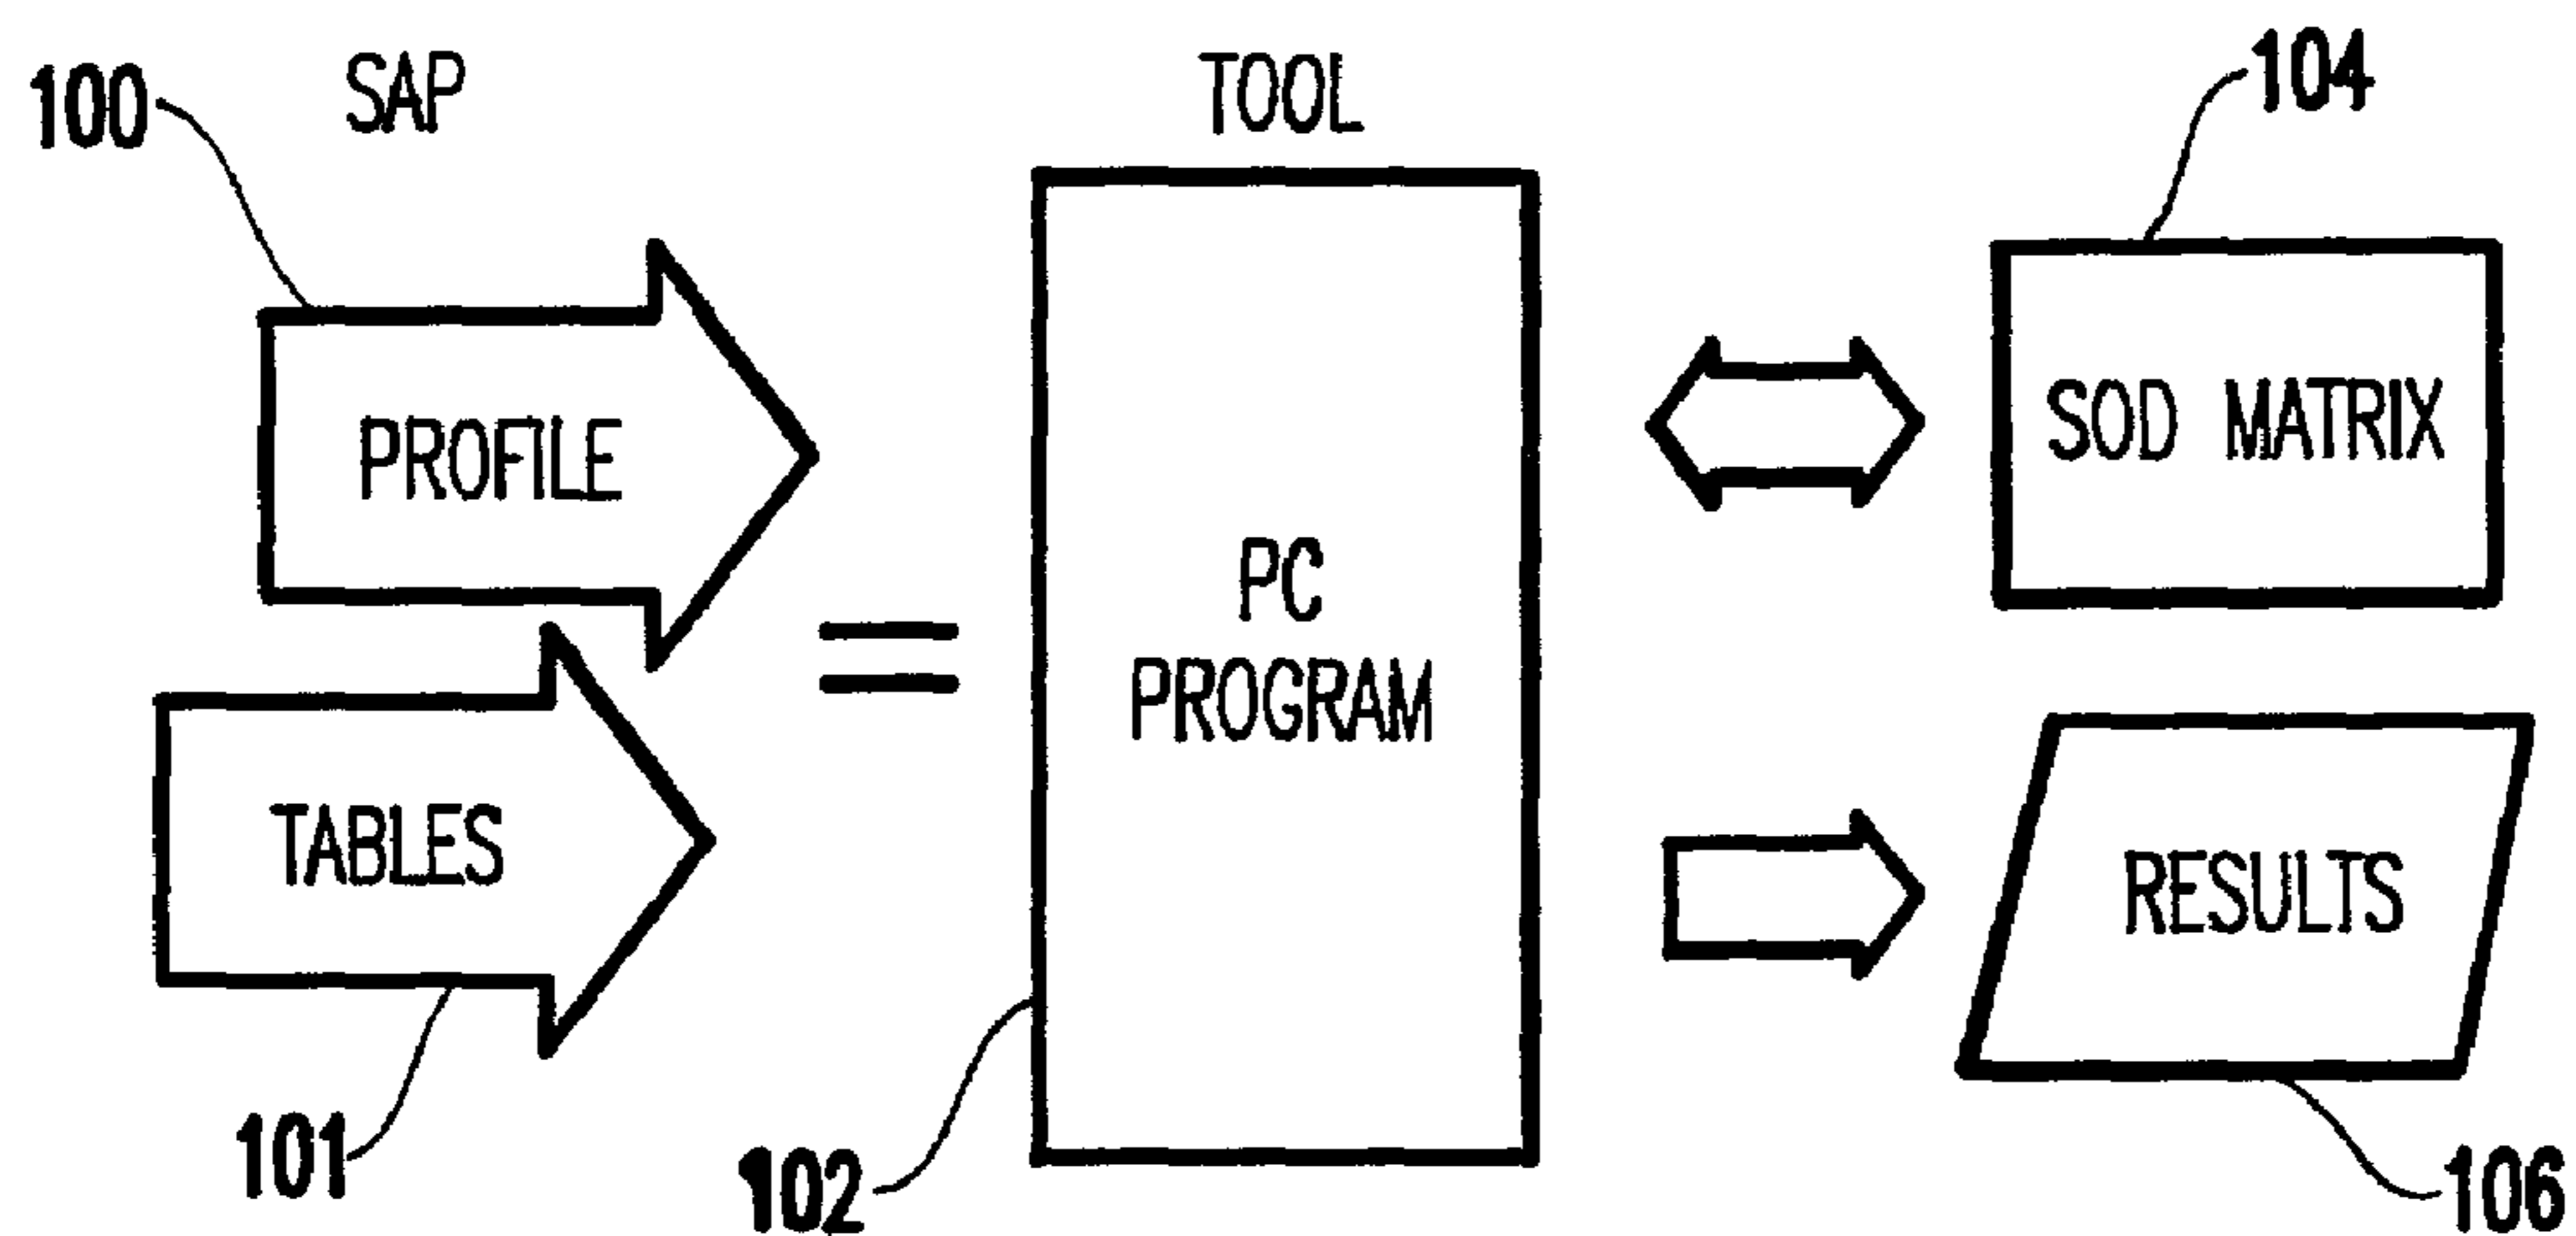 100
SAP
TOOL
104
PROFILE
SOD MATRIX
PC
PROGRAM
TABLES
RESULTS
101
102
106